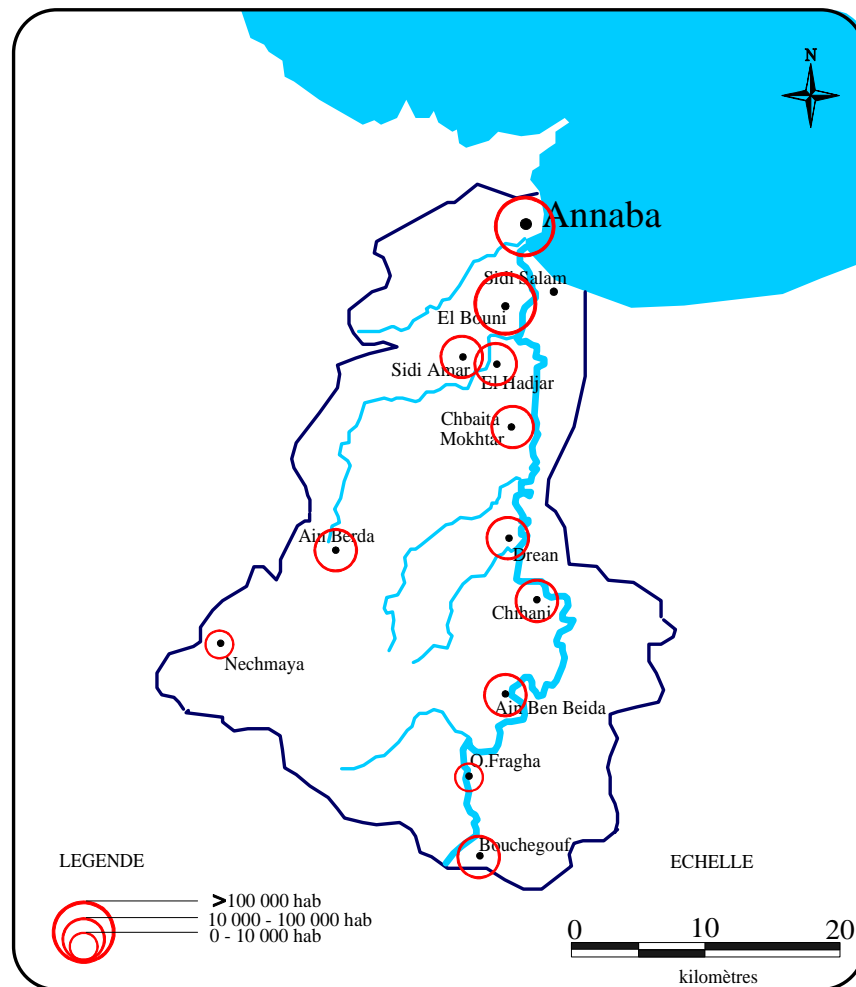 N
Annaba
Sidi Salam
El Bouni
Sidi Amar
El Hadjar
Chbaita
Mokhtar
Ain Berda
Drean
Chihani
Nechmaya
Ain Ben Beida
O.Fragha
Bouchegouf
LEGENDE
ECHELLE
>100 000 hab
10 000 - 100 000 hab
0 - 10 000 hab
0 10 20
kilomètres